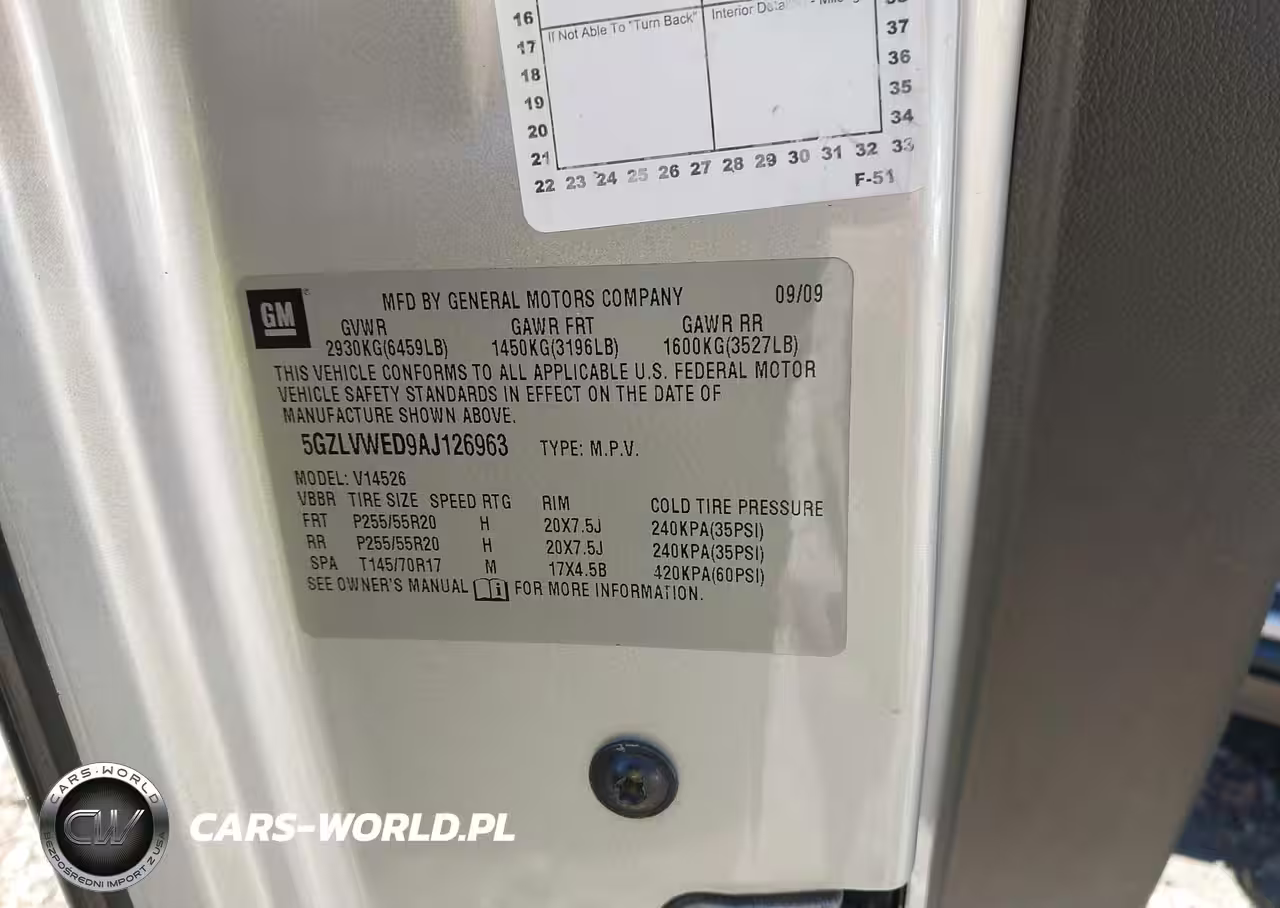 16
17
18
19
20
21
22 23 24 25 26 27 28 29 30 31 32 33
34
35
36
37
If Not Able To "Turn Back"
Interior
F-51
GM
MFD BY GENERAL MOTORS COMPANY 09/09
GVWR GAWR FRT GAWR RR
2930KG(6459LB) 1450KG(3196LB) 1600KG(3527LB)
THIS VEHICLE CONFORMS TO ALL APPLICABLE U.S. FEDERAL MOTOR
VEHICLE SAFETY STANDARDS IN EFFECT ON THE DATE OF
MANUFACTURE SHOWN ABOVE.
5GZLVWED9AJ126963 TYPE: M.P.V.
MODEL: V14526
VBBR TIRE SIZE SPEED RTG RIM COLD TIRE PRESSURE
FRT P255/55R20 H 20X7.5J 240KPA(35PSI)
RR P255/55R20 H 20X7.5J 240KPA(35PSI)
SPA T145/70R17 M 17X4.5B 420KPA(60PSI)
SEE OWNER'S MANUAL FOR MORE INFORMATION.
CARS-WORLD
CW
BEZPOŚREDNI IMPORT Z USA
CARS-WORLD.PL